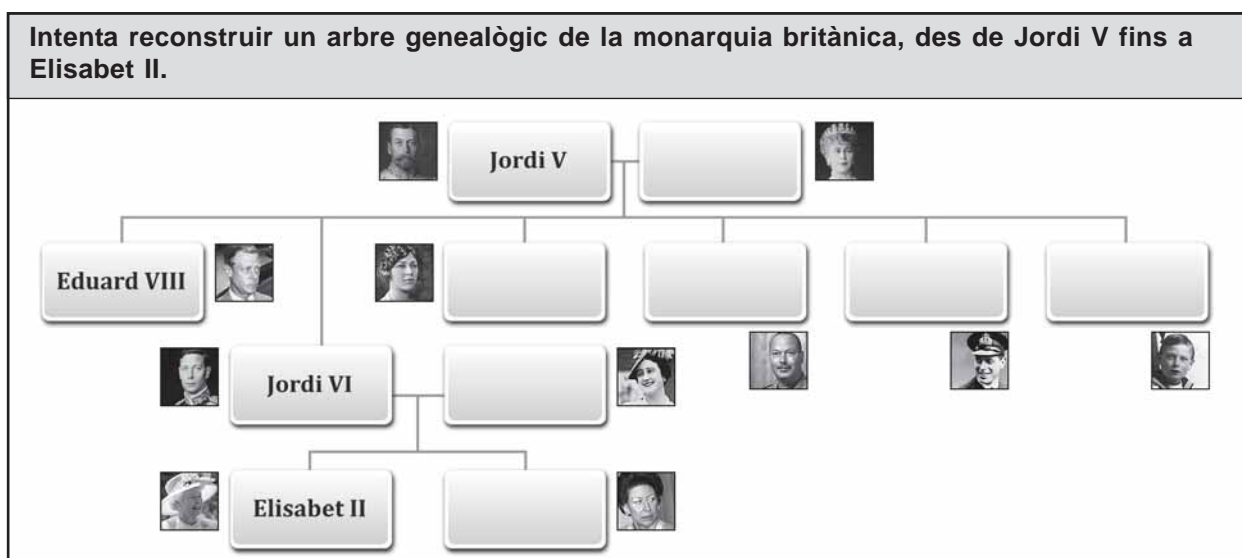 Intenta reconstruir un arbre genealògic de la monarquia britànica, des de Jordi V fins a
Elisabet II.
Jordi V
Eduard VIII
Jordi VI
Elisabet II